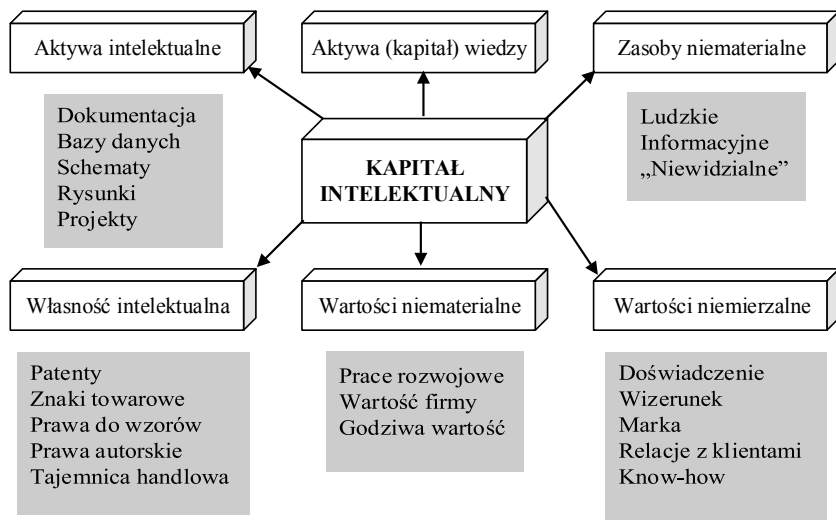 Aktywa intelektualne
Aktywa (kapitał) wiedzy
Zasoby niematerialne
Dokumentacja
Bazy danych
Schematy
Rysunki
Projekty
KAPITAŁ
INTELEKTUALNY
Ludzkie
Informacyjne
„Niewidzialne”
Własność intelektualna
Wartości niematerialne
Wartości niemierzalne
Patenty
Znaki towarowe
Prawa do wzorów
Prawa autorskie
Tajemnica handlowa
Prace rozwojowe
Wartość firmy
Godziwa wartość
Doświadczenie
Wizerunek
Marka
Relacje z klientami
Know-how